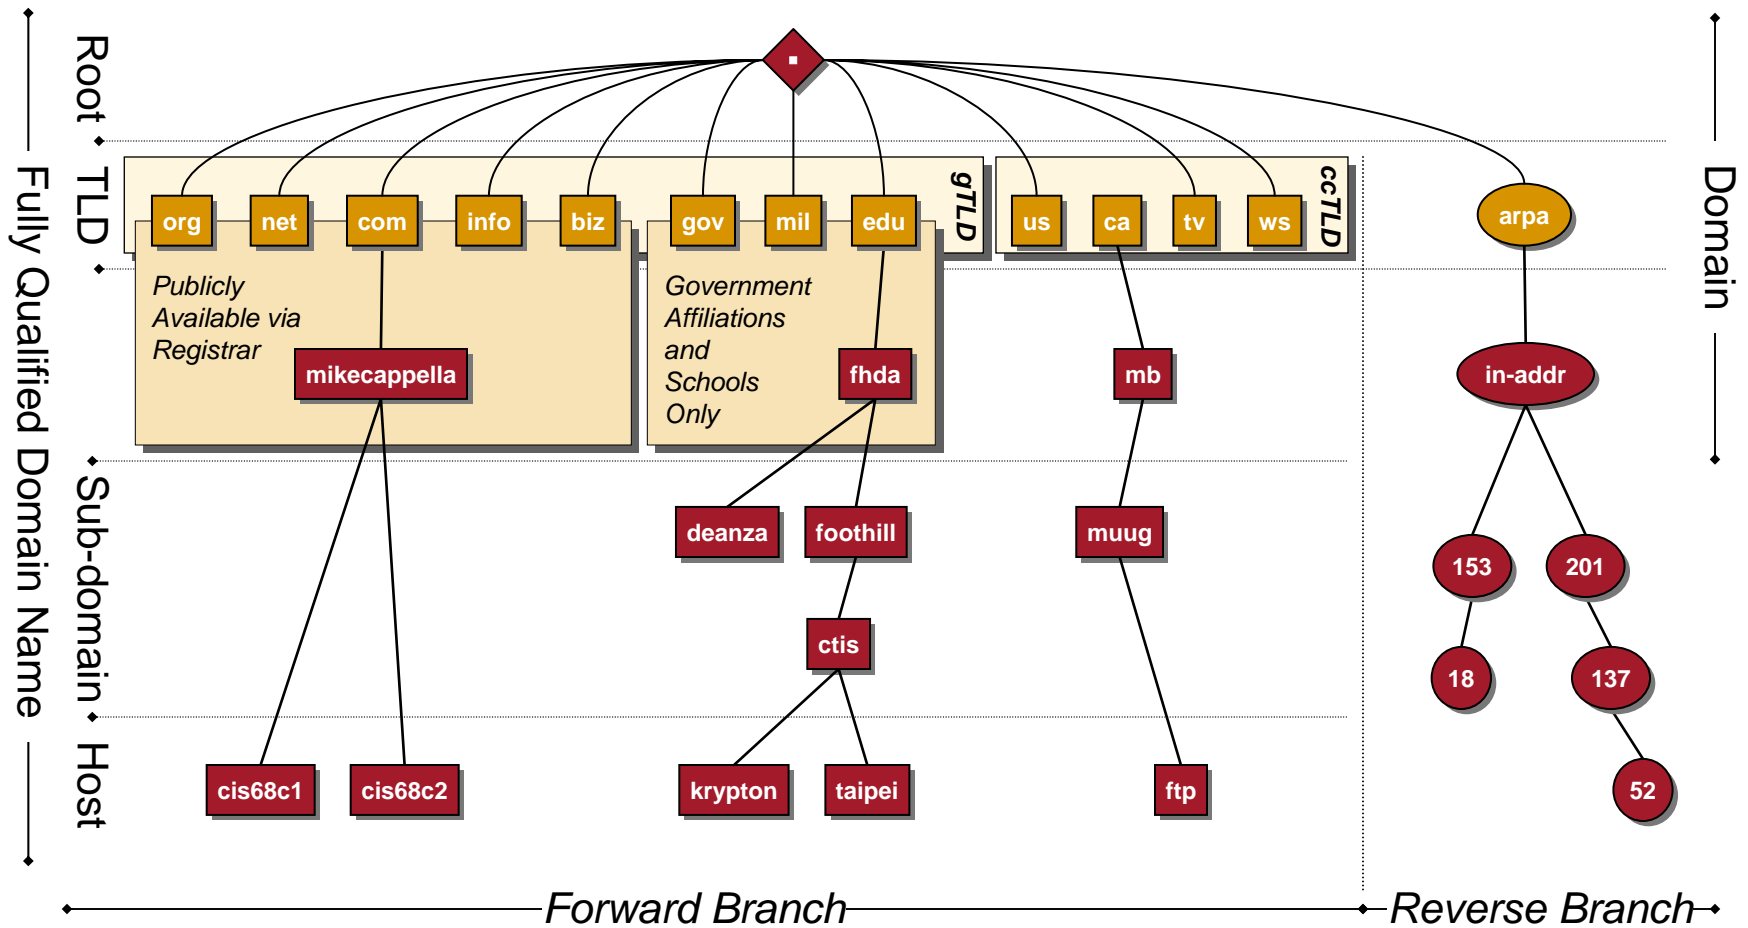 Root
TLD
Sub-domain
Host
Fully Qualified Domain Name
Domain
.
org
net
com
info
biz
gov
mil
edu
gTLD
us
ca
tv
ws
ccTLD
arpa
Publicly
Available via
Registrar
Government
Affiliations
and
Schools
Only
mikecappella
fhda
mb
in-addr
deanza
foothill
muug
153
201
ctis
18
137
cis68c1
cis68c2
krypton
taipei
ftp
52
Forward Branch
Reverse Branch